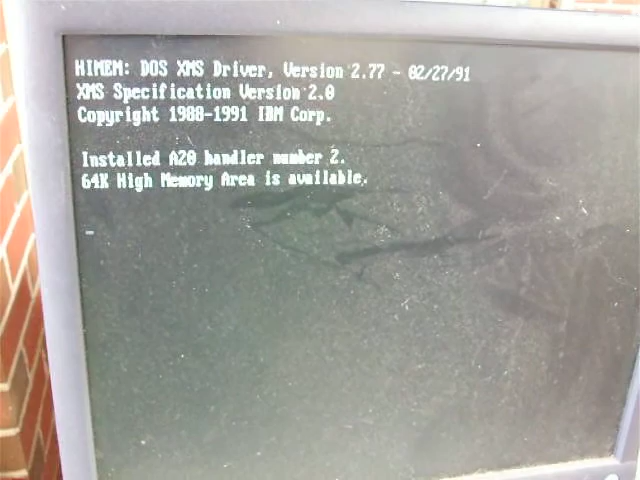 HIMEM: DOS XMS Driver, Version 2.77 - 02/27/91
XMS Specification Version 2.0
Copyright 1988-1991 IBM Corp.
Installed A20 handler number 2.
64K High Memory Area is available.